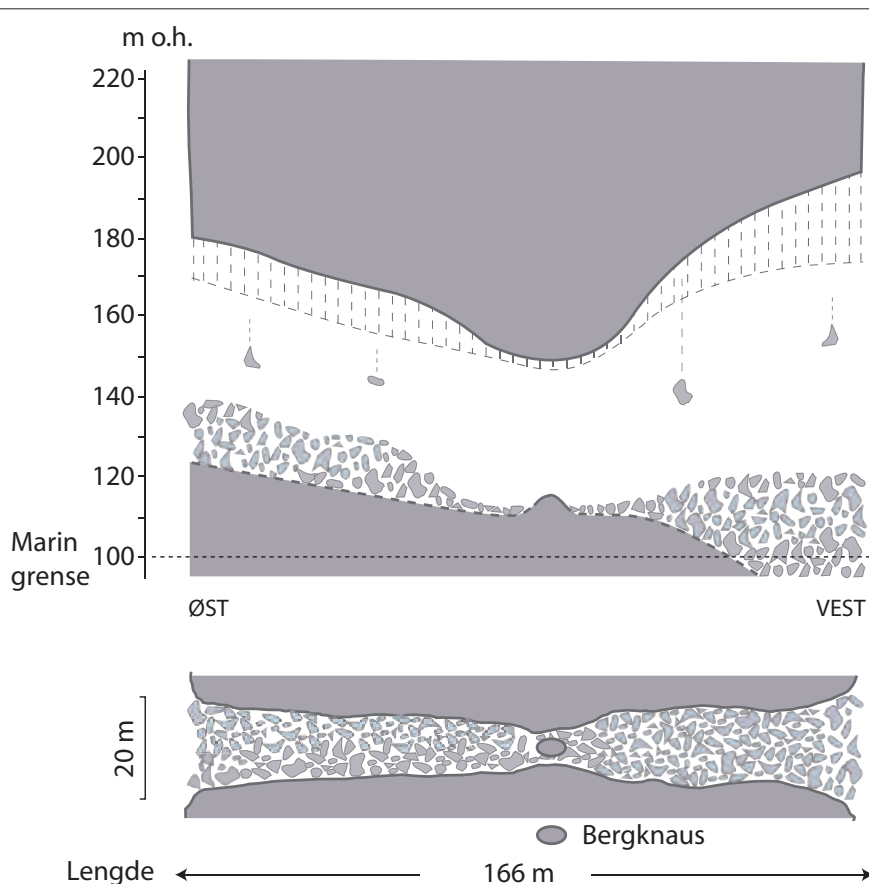 m o.h.
220
200
180
160
140
120
100
Marin
grense
ØST VEST
20 m
Bergknaus
Lengde 166 m